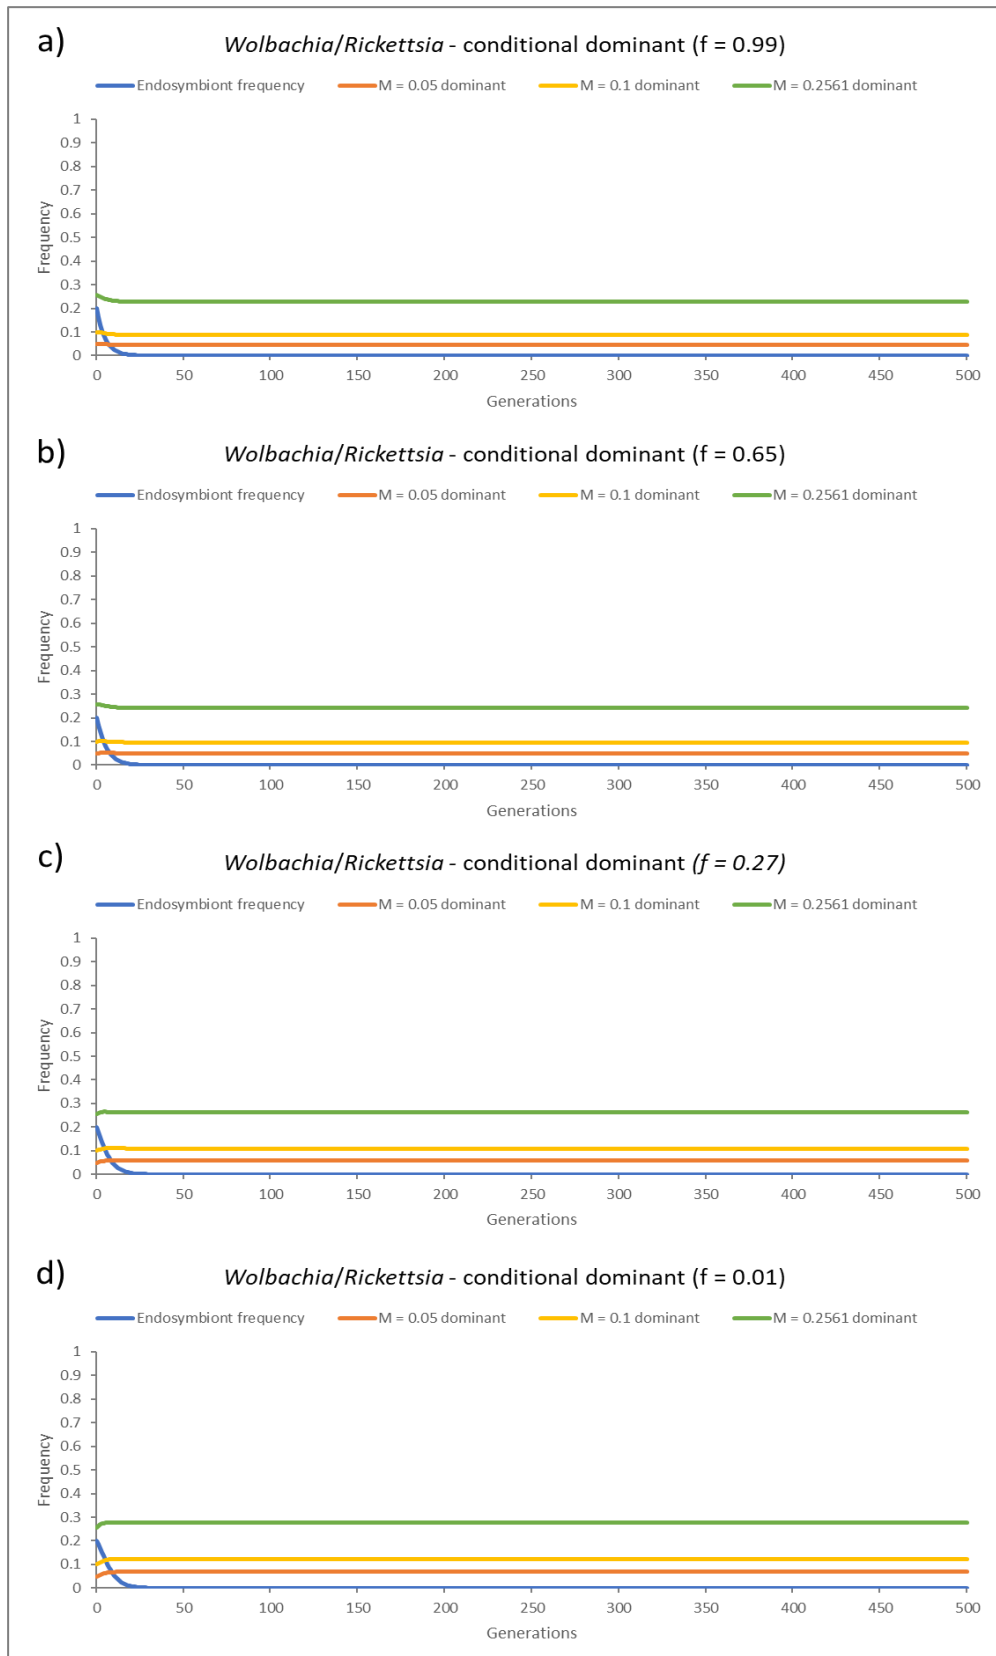 a)
Wolbachia/Rickettsia - conditional dominant (f = 0.99)
Endosymbiont frequency M = 0.05 dominant M = 0.1 dominant M = 0.2561 dominant
1
0.9
0.8
0.7
0.6
0.5
0.4
0.3
0.2
0.1
0
Frequency
0 50 100 150 200 250 300 350 400 450 500
Generations
b)
Wolbachia/Rickettsia - conditional dominant (f = 0.65)
Endosymbiont frequency M = 0.05 dominant M = 0.1 dominant M = 0.2561 dominant
1
0.9
0.8
0.7
0.6
0.5
0.4
0.3
0.2
0.1
0
Frequency
0 50 100 150 200 250 300 350 400 450 500
Generations
c)
Wolbachia/Rickettsia - conditional dominant (f = 0.27)
Endosymbiont frequency M = 0.05 dominant M = 0.1 dominant M = 0.2561 dominant
1
0.9
0.8
0.7
0.6
0.5
0.4
0.3
0.2
0.1
0
Frequency
0 50 100 150 200 250 300 350 400 450 500
Generations
d)
Wolbachia/Rickettsia - conditional dominant (f = 0.01)
Endosymbiont frequency M = 0.05 dominant M = 0.1 dominant M = 0.2561 dominant
1
0.9
0.8
0.7
0.6
0.5
0.4
0.3
0.2
0.1
0
Frequency
0 50 100 150 200 250 300 350 400 450 500
Generations